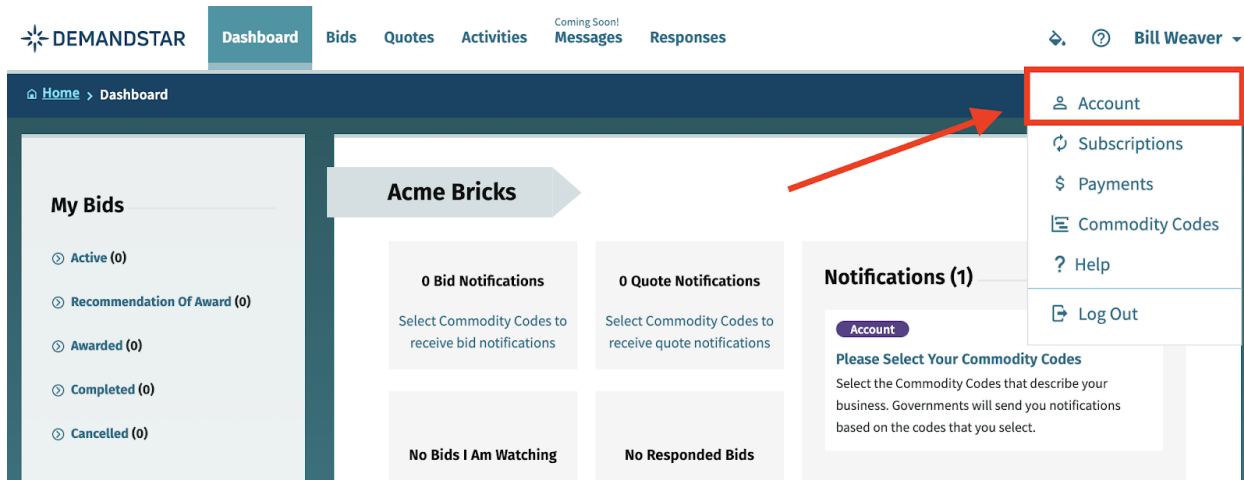 DEMANDSTAR
Dashboard
Bids
Quotes
Activities
Coming Soon!
Messages
Responses
Bill Weaver
Home > Dashboard
Account
Subscriptions
Payments
Commodity Codes
Help
Log Out
My Bids
Active (0)
Recommendation Of Award (0)
Awarded (0)
Completed (0)
Cancelled (0)
Acme Bricks
0 Bid Notifications
Select Commodity Codes to
receive bid notifications
0 Quote Notifications
Select Commodity Codes to
receive quote notifications
No Bids I Am Watching
No Responded Bids
Notifications (1)
Account
Please Select Your Commodity Codes
Select the Commodity Codes that describe your
business. Governments will send you notifications
based on the codes that you select.